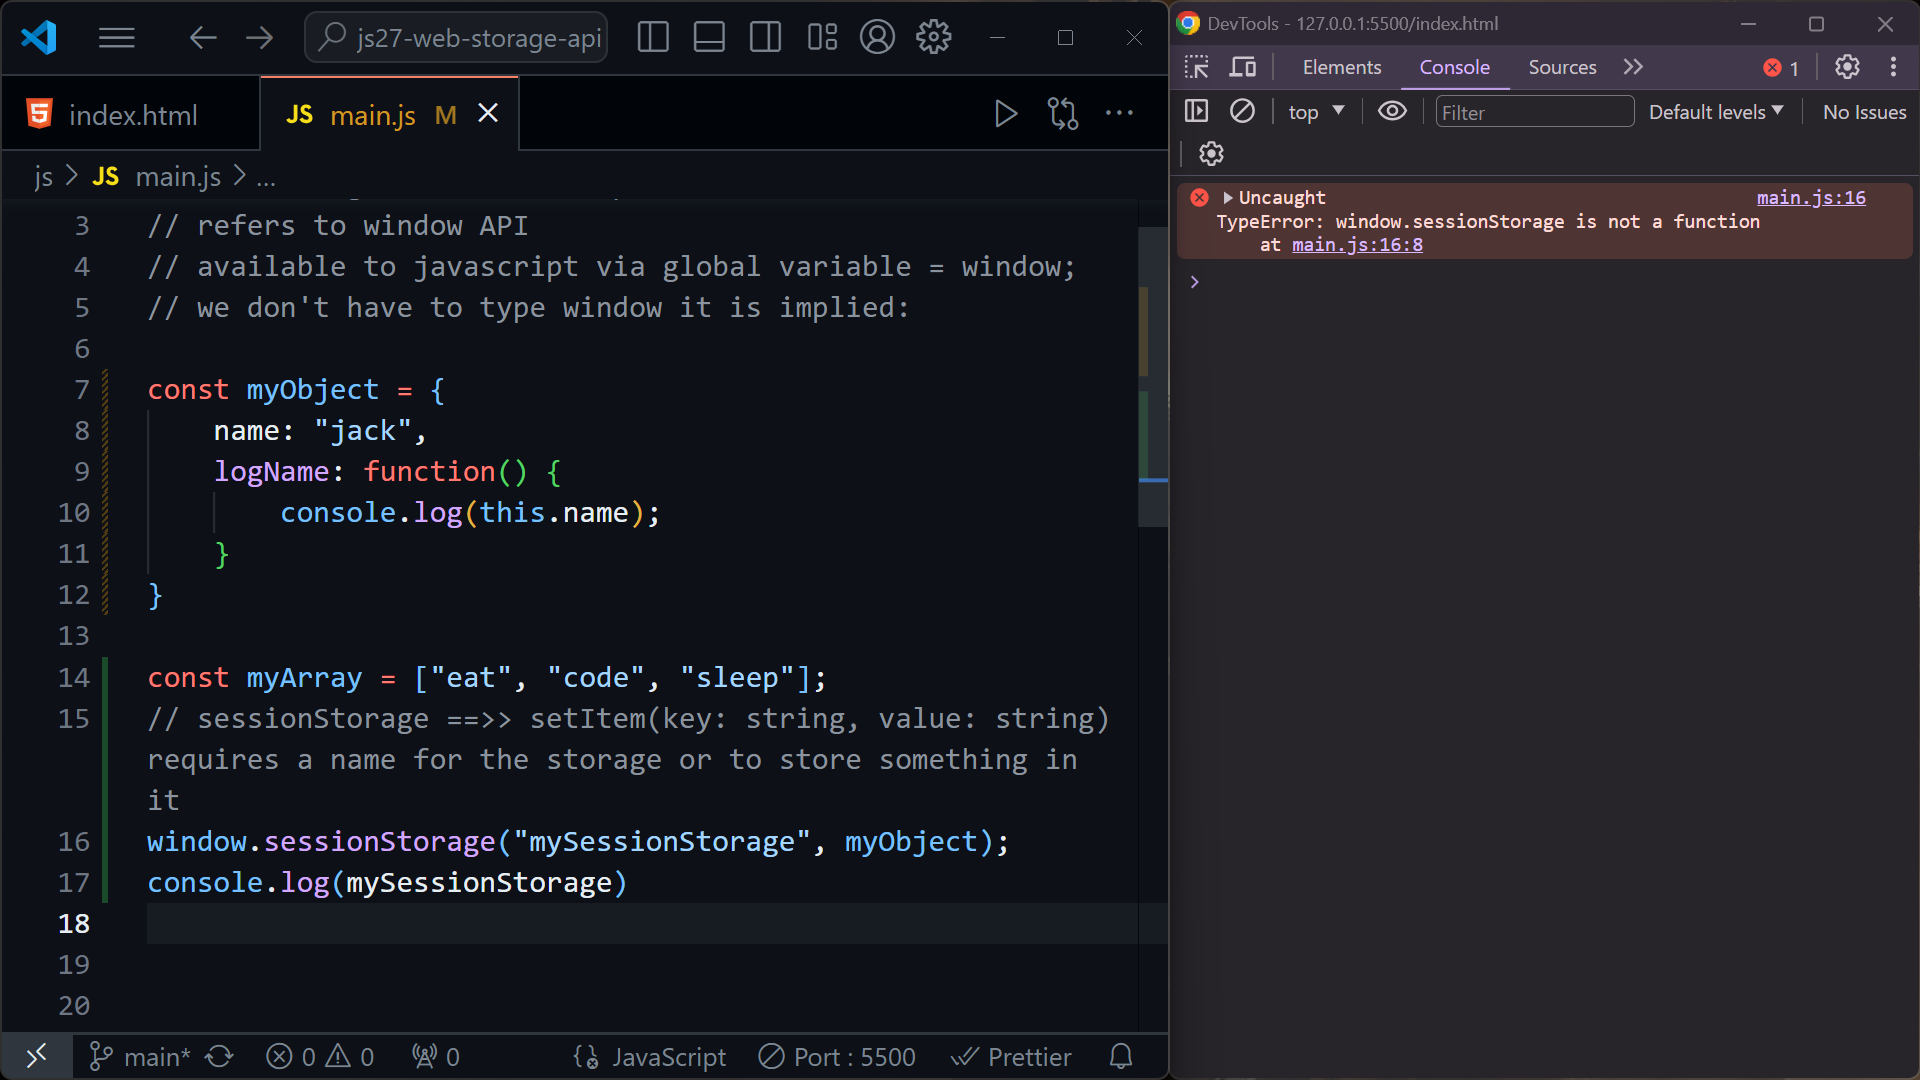 js27-web-storage-api
index.html
JS main.js M
js > JS main.js > ...
3 // refers to window API
4 // available to javascript via global variable = window;
5 // we don't have to type window it is implied:
6
7 const myObject = {
8 name: "jack",
9 logName: function() {
10 console.log(this.name);
11 }
12 }
13
14 const myArray = ["eat", "code", "sleep"];
15 // sessionStorage ==>> setItem(key: string, value: string)
requires a name for the storage or to store something in
it
16 window.sessionStorage("mySessionStorage", myObject);
17 console.log(mySessionStorage)
18
19
20
main* 0 0 0 JavaScript Port : 5500 Prettier
DevTools - 127.0.0.1:5500/index.html
Elements Console Sources 1
top Filter Default levels No Issues
Uncaught main.js:16
TypeError: window.sessionStorage is not a function
at main.js:16:8